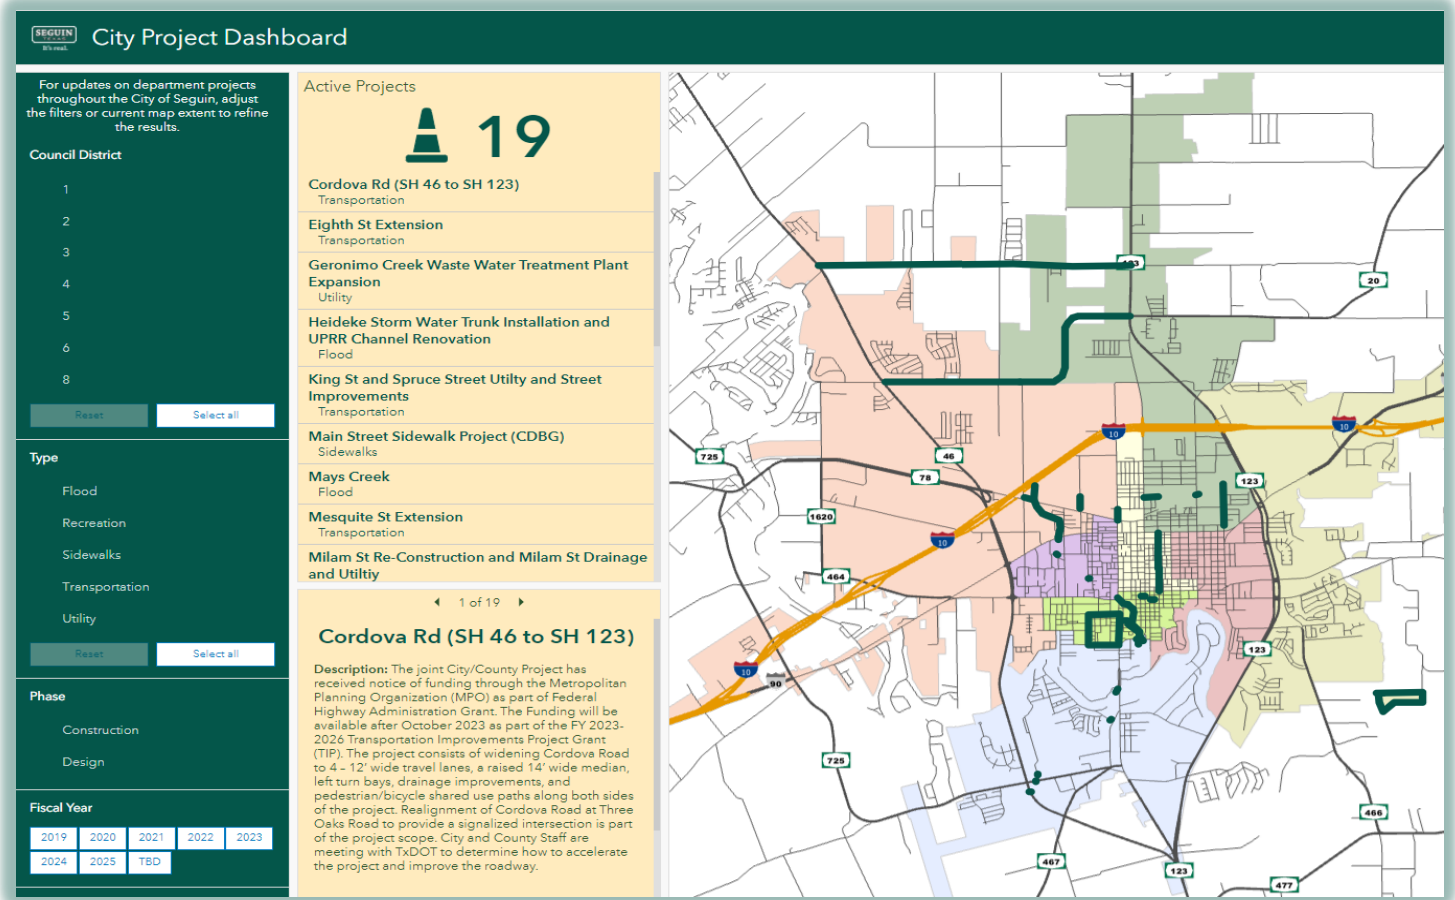 SEGUIN
TEXAS
It's real.
City Project Dashboard
For updates on department projects
throughout the City of Seguin, adjust
the filters or current map extent to refine
the results.
Council District
1
2
3
4
5
6
8
Reset
Select all
Type
Flood
Recreation
Sidewalks
Transportation
Utility
Reset
Select all
Phase
Construction
Design
Fiscal Year
2019
2020
2021
2022
2023
2024
2025
TBD
Active Projects
19
Cordova Rd (SH 46 to SH 123)
Transportation
Eighth St Extension
Transportation
Geronimo Creek Waste Water Treatment Plant
Expansion
Utility
Heideke Storm Water Trunk Installation and
UPRR Channel Renovation
Flood
King St and Spruce Street Utilty and Street
Improvements
Transportation
Main Street Sidewalk Project (CDBG)
Sidewalks
Mays Creek
Flood
Mesquite St Extension
Transportation
Milam St Re-Construction and Milam St Drainage
and Utiltiy
1 of 19
Cordova Rd (SH 46 to SH 123)
Description: The joint City/County Project has
received notice of funding through the Metropolitan
Planning Organization (MPO) as part of Federal
Highway Administration Grant. The Funding will be
available after October 2023 as part of the FY 2023-
2026 Transportation Improvements Project Grant
(TIP). The project consists of widening Cordova Road
to 4 – 12' wide travel lanes, a raised 14' wide median,
left turn bays, drainage improvements, and
pedestrian/bicycle shared use paths along both sides
of the project. Realignment of Cordova Road at Three
Oaks Road to provide a signalized intersection is part
of the project scope. City and County Staff are
meeting with TxDOT to determine how to accelerate
the project and improve the roadway.
123
20
10
10
725
46
78
123
1620
10
464
123
10
90
725
466
467
123
477